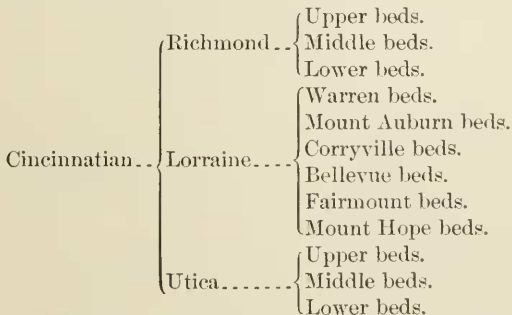 Upper beds.
Richmond.. Middle beds.
Lower beds.
Warren beds.
Mount Auburn beds.
Corryville beds.
Cincinnatian.. Lorraine.... Bellevue beds.
Fairmount beds.
Mount Hope beds.
Upper beds.
Utica....... Middle beds.
Lower beds.